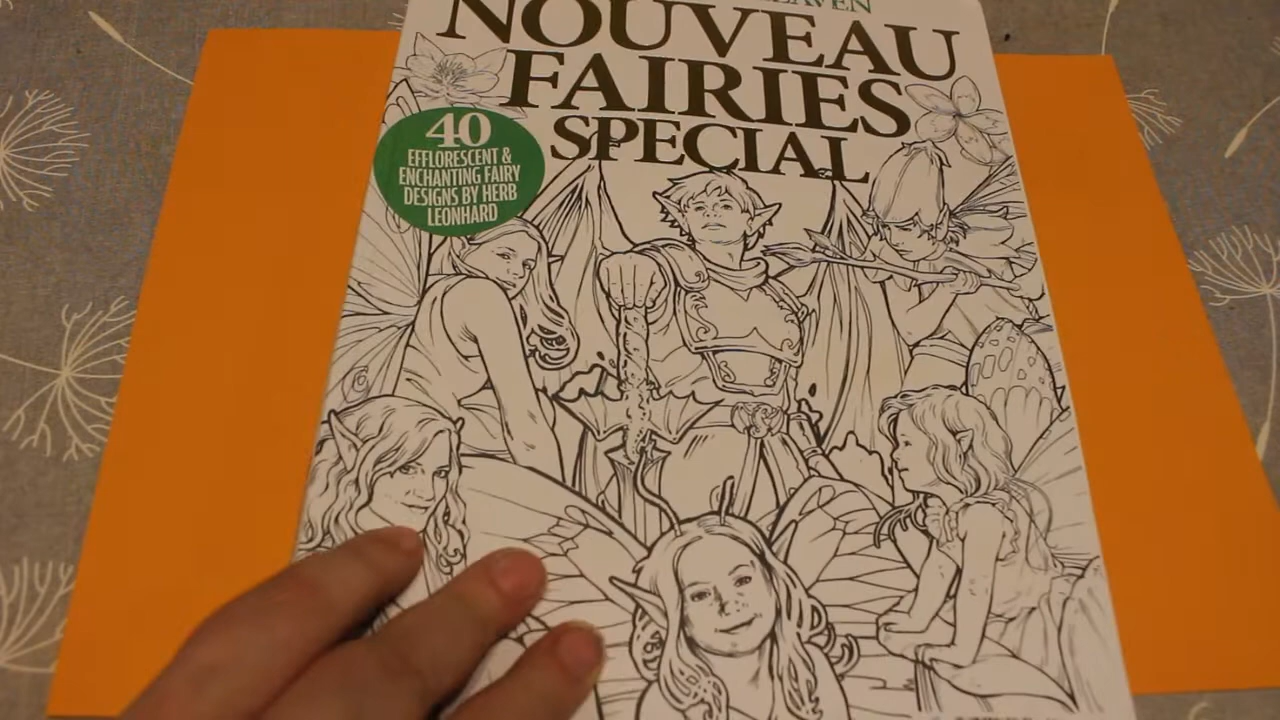 NOUVEAU
FAIRIES
SPECIAL
40
EFFLORESCENT &
ENCHANTING FAIRY
DESIGNS BY HERB
LEONHARD